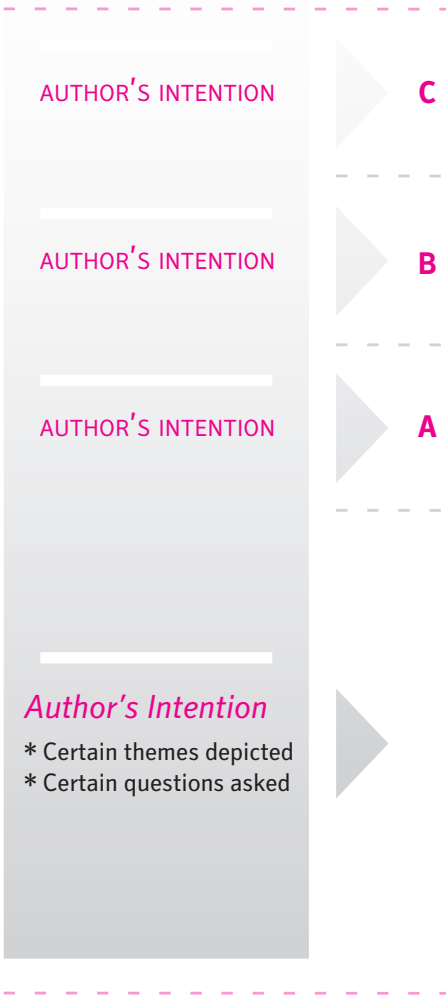 AUTHOR'S INTENTION C
AUTHOR'S INTENTION B
AUTHOR'S INTENTION A
Author's Intention
* Certain themes depicted
* Certain questions asked